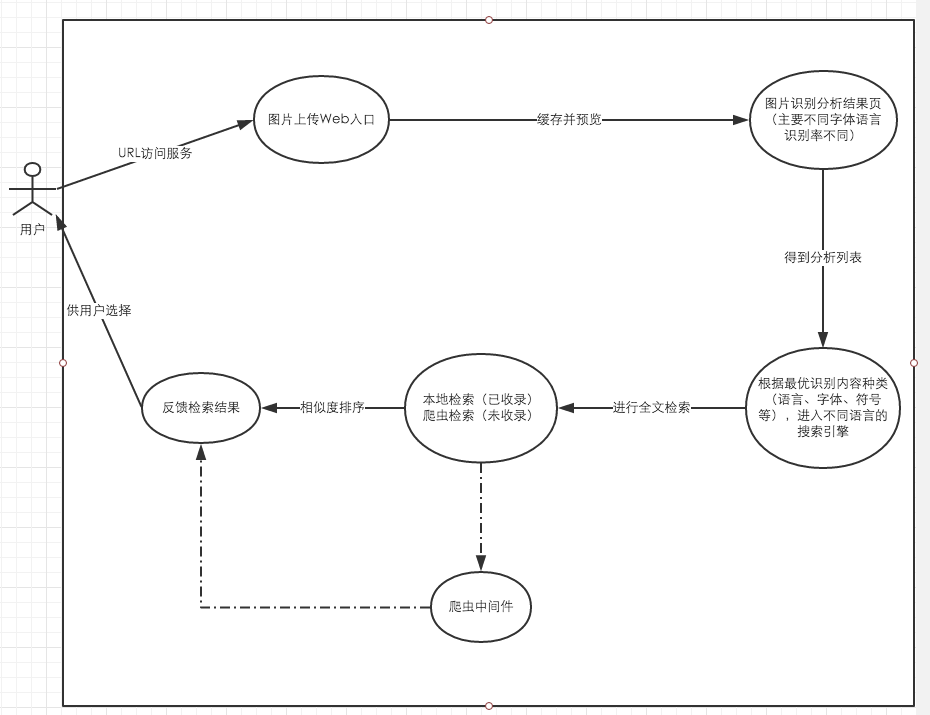 图片上传Web入口
缓存并预览
图片识别分析结果页
（主要不同字体语言
识别率不同）
URL访问服务
用户
得到分析列表
供用户选择
根据最优识别内容种类
（语言、字体、符号
等），进入不同语言的
搜索引擎
进行全文检索
本地检索（已收录）
爬虫检索（未收录）
相似度排序
反馈检索结果
爬虫中间件